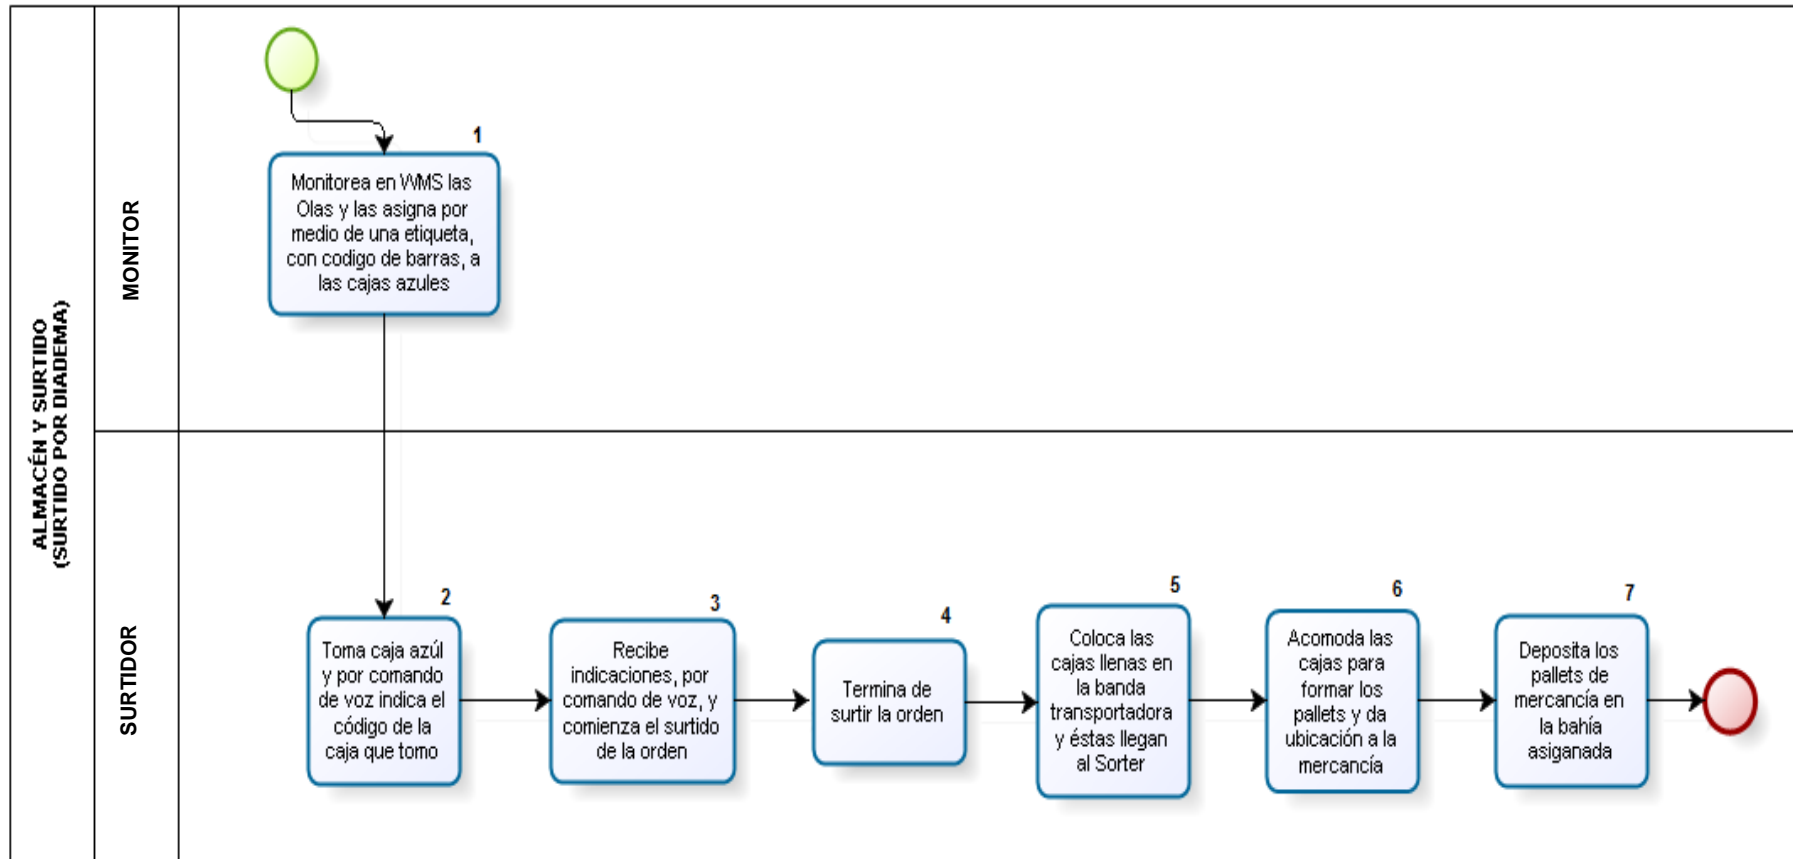 ALMACÉN Y SURTIDO
(SURTIDO POR DIADEMA)
MONITOR
1
Monitorea en WMS las
Olas y las asigna por
medio de una etiqueta,
con codigo de barras, a
las cajas azules
SURTIDOR
2
Toma caja azúl
y por comando
de voz indica el
código de la
caja que tomo
3
Recibe
indicaciones, por
comando de voz, y
comienza el surtido
de la orden
4
Termina de
surtir la orden
5
Coloca las
cajas llenas en
la banda
transportadora
y éstas llegan
al Sorter
6
Acomoda las
cajas para
formar los
pallets y da
ubicación a la
mercancía
7
Deposita los
pallets de
mercancía en
la bahía
asiganada